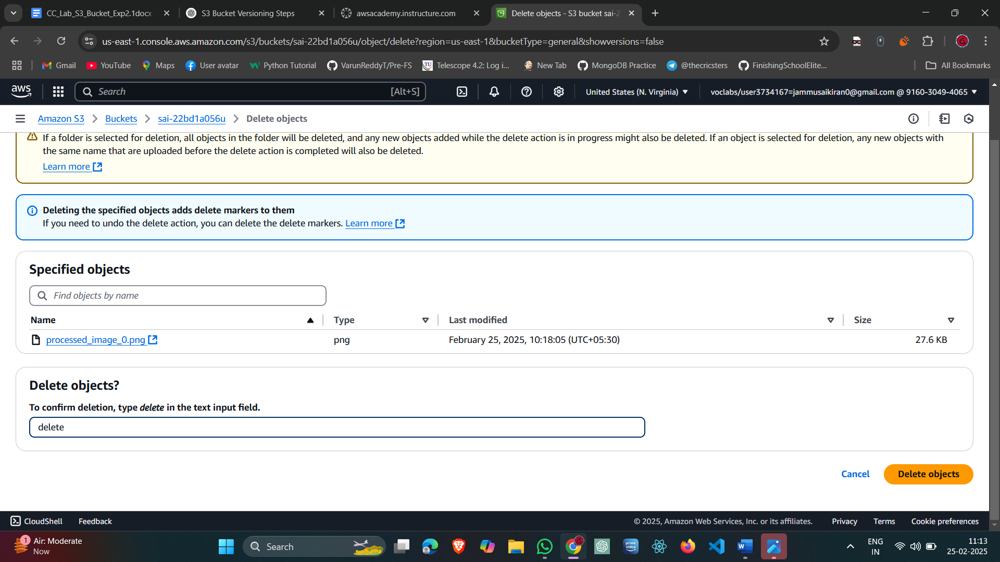 CC_Lab_S3_Bucket_Exp2.1docx
S3 Bucket Versioning Steps
awsacademy.instructure.com
Delete objects - S3 bucket sai-2
us-east-1.console.aws.amazon.com/s3/buckets/sai-22bd1a056u/object/delete?region=us-east-1&bucketType=general&showversions=false
Gmail
YouTube
Maps
User avatar
Python Tutorial
VarunReddyT/Pre-FS
TU
Telescope 4.2: Log i...
New Tab
MongoDB Practice
@thecricsters
FinishingSchoolElite...
All Bookmarks
aws
Search
[Alt+S]
United States (N. Virginia)
voclabs/user3734167=jammusaikiran0@gmail.com @ 9160-3049-4065
Amazon S3
Buckets
sai-22bd1a056u
Delete objects
If a folder is selected for deletion, all objects in the folder will be deleted, and any new objects added while the delete action is in progress might also be deleted. If an object is selected for deletion, any new objects with
the same name that are uploaded before the delete action is completed will also be deleted.
Learn more
Deleting the specified objects adds delete markers to them
If you need to undo the delete action, you can delete the delete markers. Learn more
Specified objects
Find objects by name
Name
Type
Last modified
Size
processed_image_0.png
png
February 25, 2025, 10:18:05 (UTC+05:30)
27.6 KB
Delete objects?
To confirm deletion, type delete in the text input field.
delete
Cancel
Delete objects
CloudShell
Feedback
© 2025, Amazon Web Services, Inc. or its affiliates.
Privacy
Terms
Cookie preferences
1
Air: Moderate
Now
Search
prime video
ENG
IN
11:13
25-02-2025